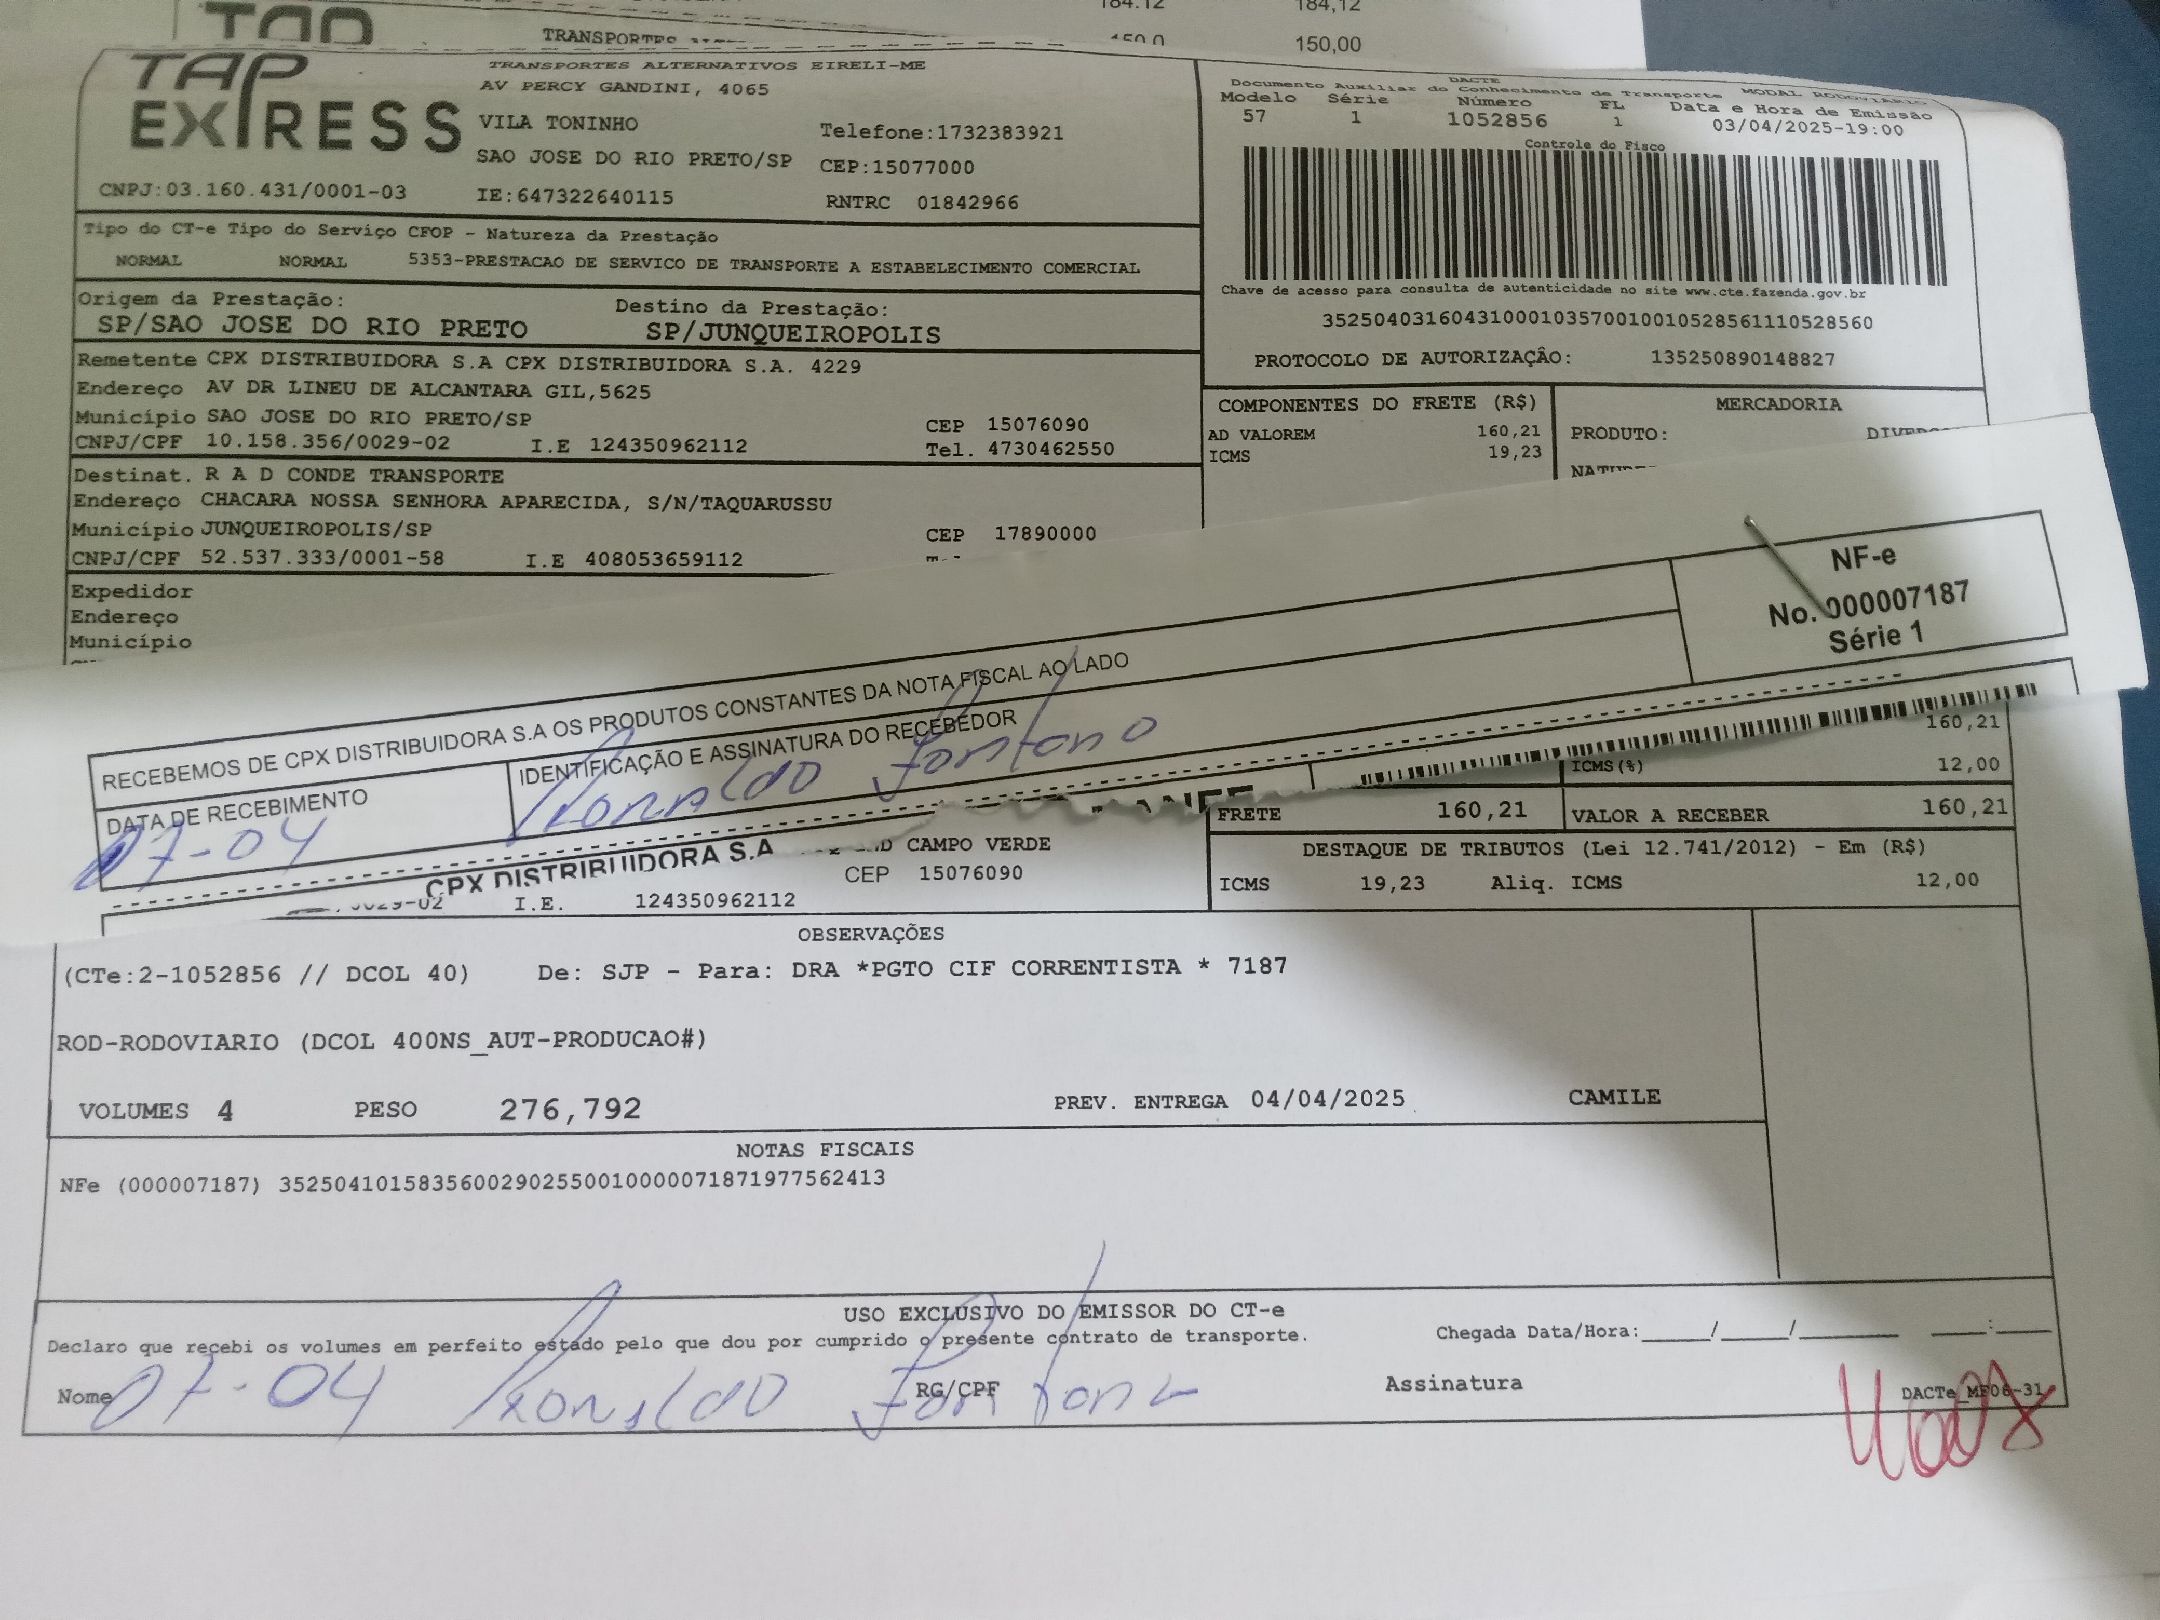 184.12 184,12
TRANSPORTES
150,00
TAP EXPRESS
TRANSPORTES ALTERNATIVOS EIRELI-ME
AV PERCY GANDINI, 4065
VILA TONINHO Telefone:1732383921
SAO JOSE DO RIO PRETO/SP CEP:15077000
CNPJ:03.160.431/0001-03 IE:647322640115 RNTRC 01842966
DACTE
Documento Auxiliar do Conhecimento de Transporte MODAL RODOVIARIO
Modelo Série Número FL Data e Hora de Emissão
57 1 1052856 1 03/04/2025-19:00
Controle do Fisco
Chave de acesso para consulta de autenticidade no site www.cte.fazenda.gov.br
35250403160431000103570010010528561110528560
PROTOCOLO DE AUTORIZAÇÃO: 135250890148827
Tipo do CT-e Tipo do Serviço CFOP - Natureza da Prestação
NORMAL NORMAL 5353-PRESTACAO DE SERVICO DE TRANSPORTE A ESTABELECIMENTO COMERCIAL
Origem da Prestação: Destino da Prestação:
SP/SAO JOSE DO RIO PRETO SP/JUNQUEIROPOLIS
Remetente CPX DISTRIBUIDORA S.A CPX DISTRIBUIDORA S.A. 4229
Endereço AV DR LINEU DE ALCANTARA GIL,5625
Município SAO JOSE DO RIO PRETO/SP CEP 15076090
CNPJ/CPF 10.158.356/0029-02 I.E 124350962112 Tel. 4730462550
COMPONENTES DO FRETE (R$) MERCADORIA
AD VALOREM 160,21 PRODUTO:
ICMS 19,23
Destinat. R A D CONDE TRANSPORTE
Endereço CHACARA NOSSA SENHORA APARECIDA, S/N/TAQUARUSSU
Município JUNQUEIROPOLIS/SP CEP 17890000
CNPJ/CPF 52.537.333/0001-58 I.E 408053659112
Expedidor
Endereço
Município
NF-e
No. 000007187
Série 1
RECEBEMOS DE CPX DISTRIBUIDORA S.A OS PRODUTOS CONSTANTES DA NOTA FISCAL AO LADO
DATA DE RECEBIMENTO IDENTIFICAÇÃO E ASSINATURA DO RECEBEDOR
07-04
CPX DISTRIBUIDORA S.A
160,21
ICMS(%) 12,00
FRETE 160,21 VALOR A RECEBER 160,21
DESTAQUE DE TRIBUTOS (Lei 12.741/2012) - Em (R$)
ICMS 19,23 Aliq. ICMS 12,00
CAMPO VERDE
CEP 15076090
I.E. 124350962112
OBSERVAÇÕES
(CTe:2-1052856 // DCOL 40) De: SJP - Para: DRA *PGTO CIF CORRENTISTA * 7187
ROD-RODOVIARIO (DCOL 400NS_AUT-PRODUCAO#)
VOLUMES 4 PESO 276,792 PREV. ENTREGA 04/04/2025 CAMILE
NOTAS FISCAIS
NFe (000007187) 35250410158356002902550010000071871977562413
USO EXCLUSIVO DO EMISSOR DO CT-e
Declaro que recebi os volumes em perfeito estado pelo que dou por cumprido o presente contrato de transporte. Chegada Data/Hora:_____/_____/_______ ____:____
Nome 07-04 RG/CPF Assinatura DACTe_MF06-31